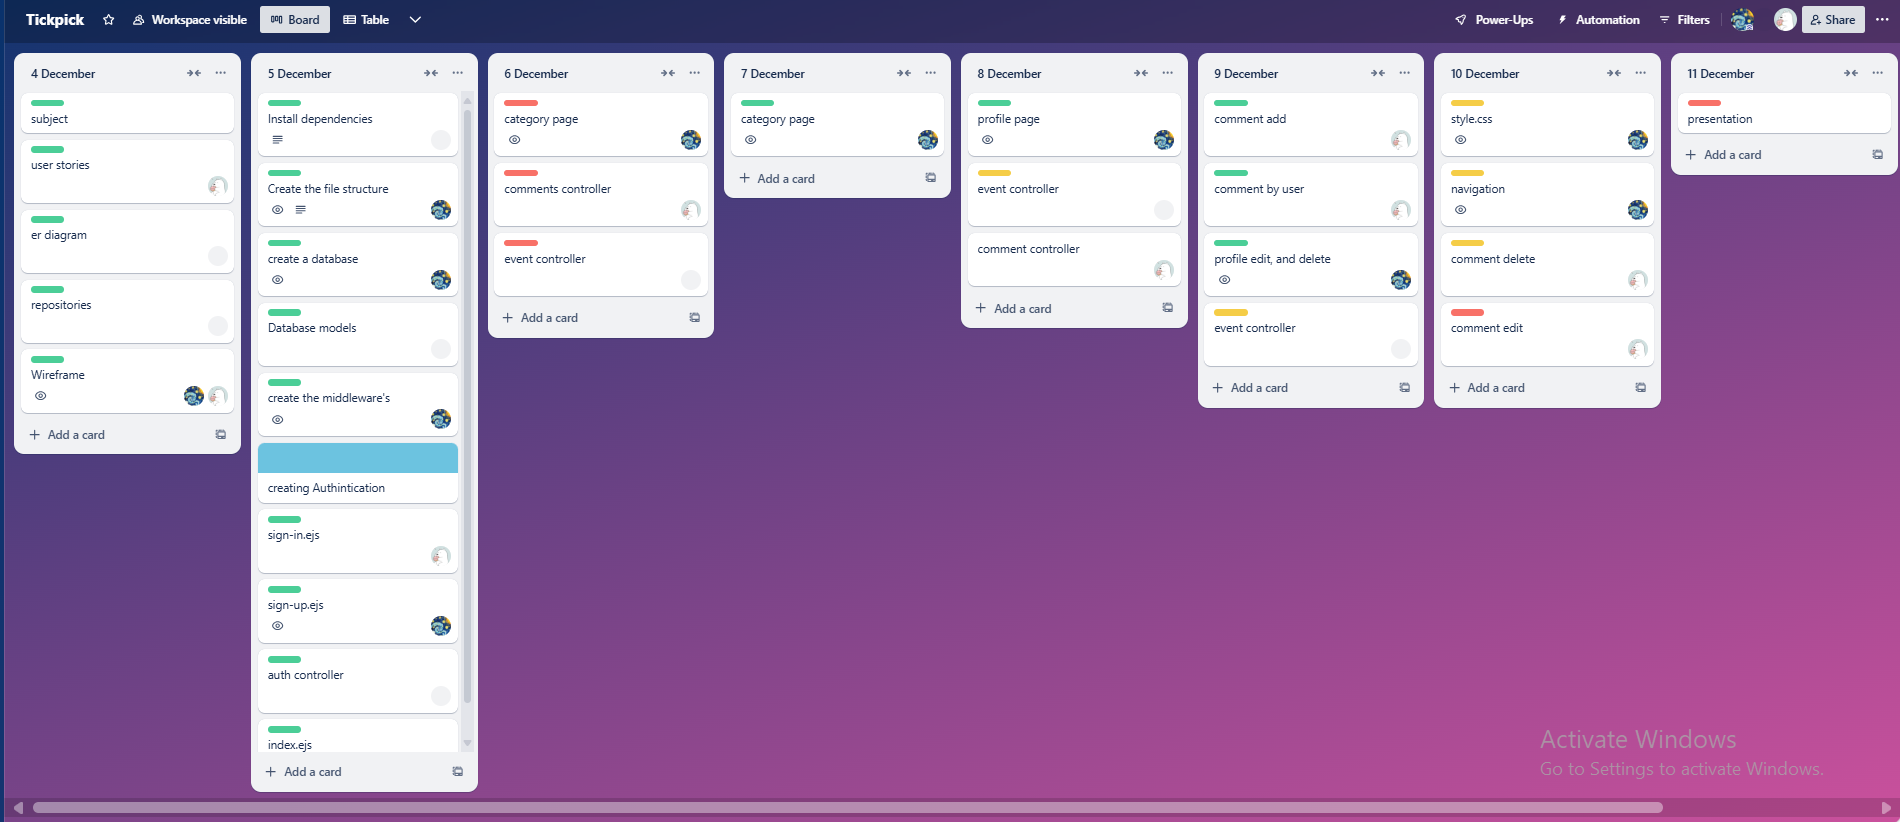 Tickpick
Workspace visible
Board
Table
Power-Ups
Automation
Filters
Share
4 December
subject
user stories
er diagram
repositories
Wireframe
Add a card
5 December
Install dependencies
Create the file structure
create a database
Database models
create the middleware's
creating Authintication
sign-in.ejs
sign-up.ejs
auth controller
index.ejs
Add a card
6 December
category page
comments controller
event controller
Add a card
7 December
category page
Add a card
8 December
profile page
event controller
comment controller
Add a card
9 December
comment add
comment by user
profile edit, and delete
event controller
Add a card
10 December
style.css
navigation
comment delete
comment edit
Add a card
11 December
presentation
Add a card
Activate Windows
Go to Settings to activate Windows.